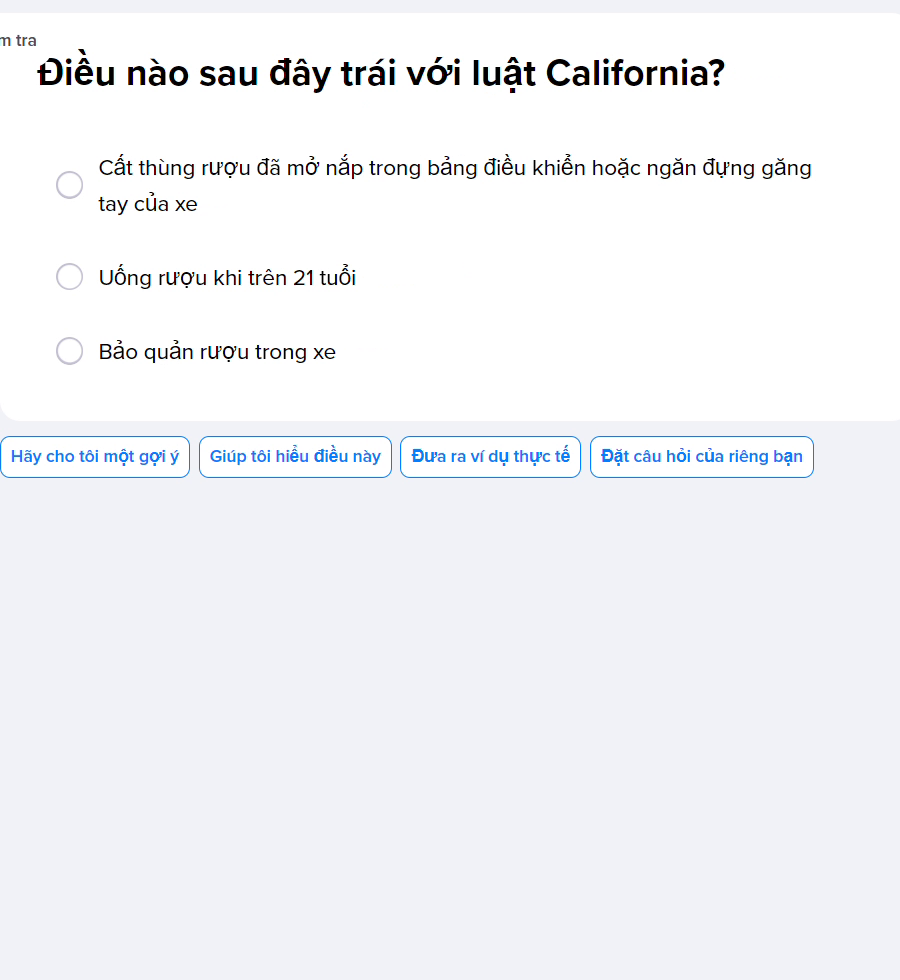 m tra
Điều nào sau đây trái với luật California?
Cất thùng rượu đã mở nắp trong bảng điều khiển hoặc ngăn đựng găng
tay của xe
Uống rượu khi trên 21 tuổi
Bảo quản rượu trong xe
Hãy cho tôi một gợi ý
Giúp tôi hiểu điều này
Đưa ra ví dụ thực tế
Đặt câu hỏi của riêng bạn